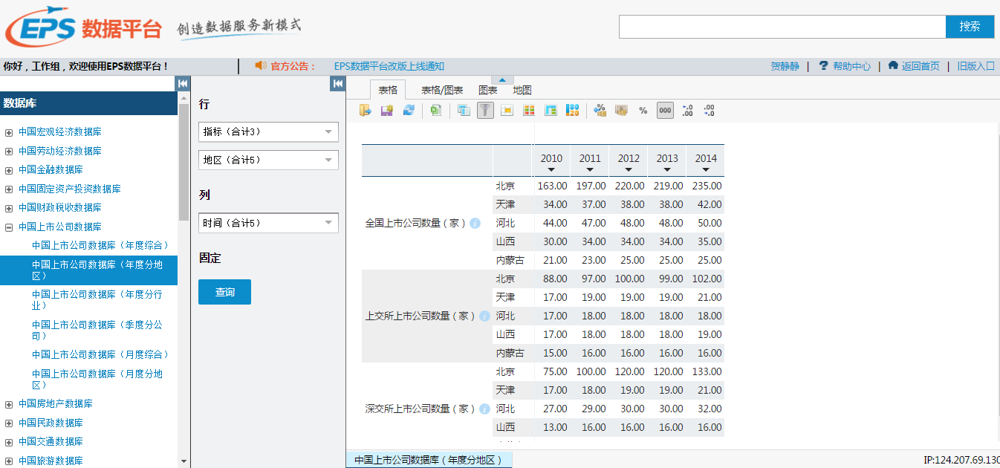 EPS数据平台 创造数据服务新模式
搜索
你好，工作组，欢迎使用EPS数据平台！
官方公告：
EPS数据平台改版上线通知
贺静静 | ? 帮助中心 | 返回首页 | 旧版入口
数据库
中国宏观经济数据库
中国劳动经济数据库
中国金融数据库
中国固定资产投资数据库
中国财政税收数据库
中国上市公司数据库
中国上市公司数据库（年度综合）
中国上市公司数据库（年度分地
区）
中国上市公司数据库（年度分行
业）
中国上市公司数据库（季度分公
司）
中国上市公司数据库（月度综合）
中国上市公司数据库（月度分地
区）
中国房地产数据库
中国民政数据库
中国交通数据库
中国旅游数据库
行
指标（合计3）
地区（合计5）
列
时间（合计5）
固定
查询
表格 表格/图表 图表 地图
% 000 .0 .00 .00 .0
2010 2011 2012 2013 2014
北京 163.00 197.00 220.00 219.00 235.00
天津 34.00 37.00 38.00 38.00 42.00
全国上市公司数量（家） i 河北 44.00 47.00 48.00 48.00 50.00
山西 30.00 34.00 34.00 34.00 35.00
内蒙古 21.00 23.00 25.00 25.00 25.00
北京 88.00 97.00 100.00 99.00 102.00
天津 17.00 19.00 19.00 19.00 21.00
上交所上市公司数量（家） i 河北 17.00 18.00 18.00 18.00 18.00
山西 17.00 18.00 18.00 18.00 19.00
内蒙古 15.00 16.00 16.00 16.00 16.00
北京 75.00 100.00 120.00 120.00 133.00
天津 17.00 18.00 19.00 19.00 21.00
深交所上市公司数量（家） i 河北 27.00 29.00 30.00 30.00 32.00
山西 13.00 16.00 16.00 16.00 16.00
中国上市公司数据库（年度分地区）
IP:124.207.69.130